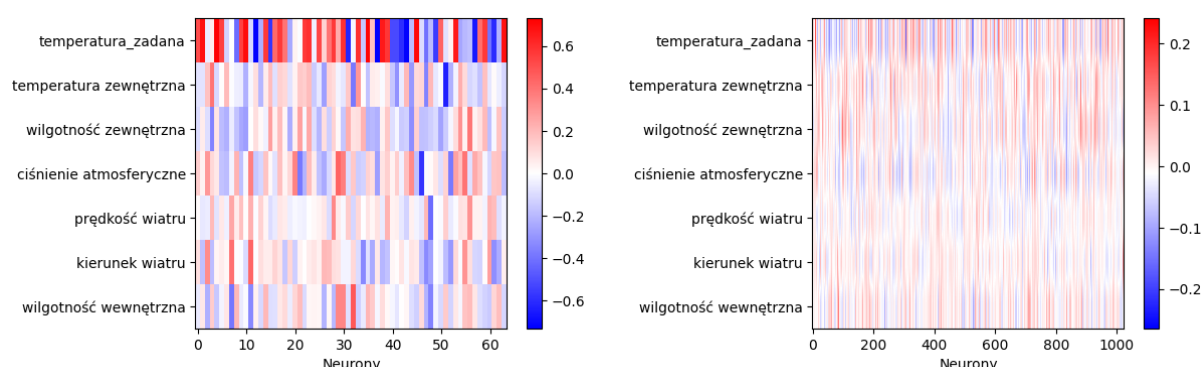 temperatura_zadana
temperatura zewnętrzna
wilgotność zewnętrzna
ciśnienie atmosferyczne
prędkość wiatru
kierunek wiatru
wilgotność wewnętrzna
0 10 20 30 40 50 60
Neurony
0.6
0.4
0.2
0.0
−0.2
−0.4
−0.6
temperatura_zadana
temperatura zewnętrzna
wilgotność zewnętrzna
ciśnienie atmosferyczne
prędkość wiatru
kierunek wiatru
wilgotność wewnętrzna
0 200 400 600 800 1000
Neurony
0.2
0.1
0.0
−0.1
−0.2